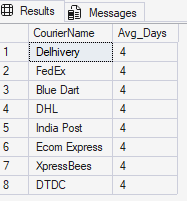 Results Messages
CourierName Avg_Days
1 Delhivery 4
2 FedEx 4
3 Blue Dart 4
4 DHL 4
5 India Post 4
6 Ecom Express 4
7 XpressBees 4
8 DTDC 4